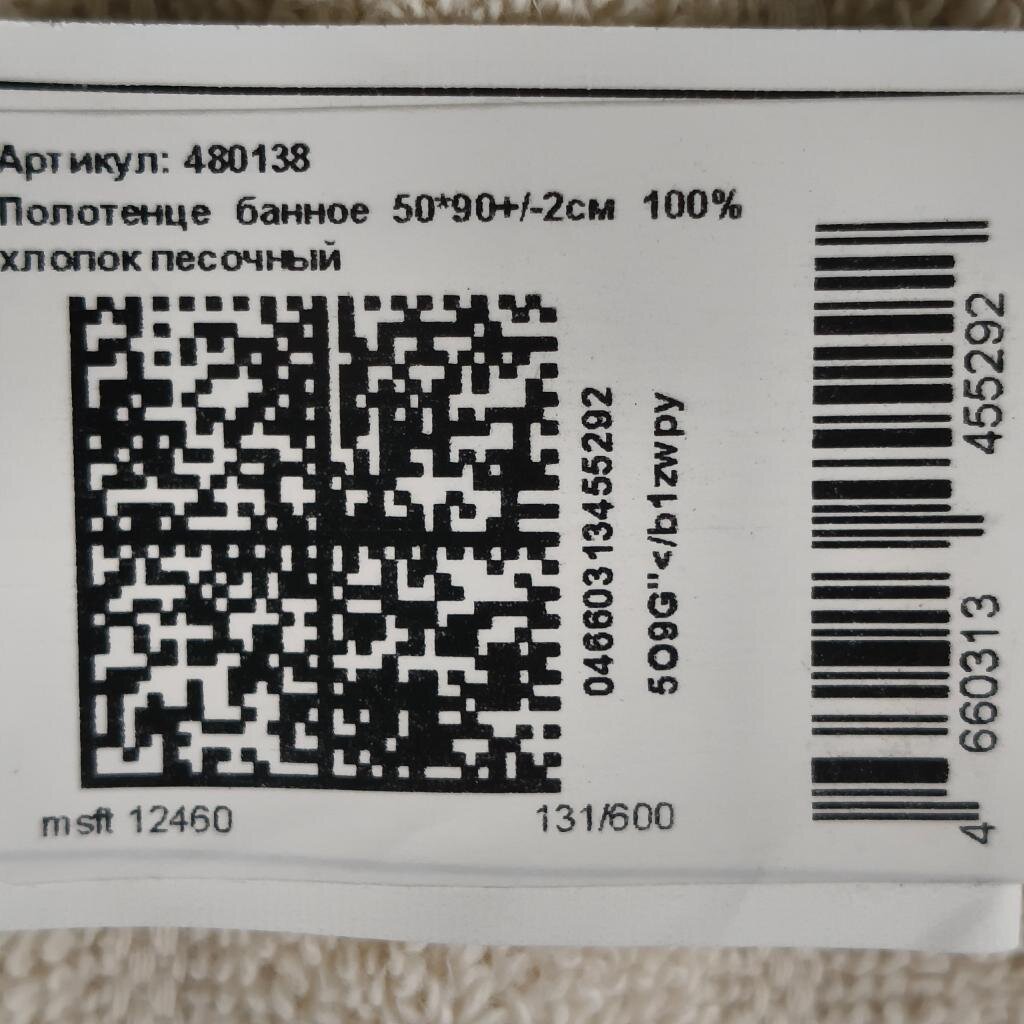 Артикул: 480138
Полотенце банное 50*90+/-2см 100%
хлопок песочный
04660313455292
5O9G"</b1zwpy
msft 12460
131/600
4 660313 455292